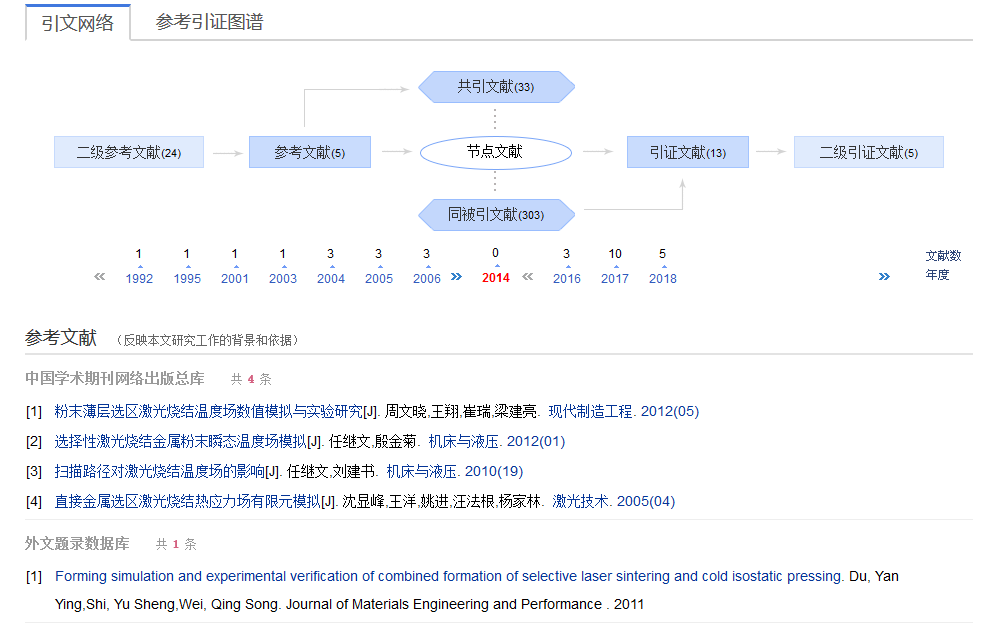 引文网络 参考引证图谱
共引文献(33)
二级参考文献(24) 参考文献(5) 节点文献 引证文献(13) 二级引证文献(5)
同被引文献(303)
1 1 1 1 3 3 3 0 3 10 5 文献数
« 1992 1995 2001 2003 2004 2005 2006 » 2014 « 2016 2017 2018 » 年度
参考文献 （反映本文研究工作的背景和依据）
中国学术期刊网络出版总库 共 4 条
[1] 粉末薄层选区激光烧结温度场数值模拟与实验研究[J]. 周文晓,王翔,崔瑞,梁建亮. 现代制造工程. 2012(05)
[2] 选择性激光烧结金属粉末瞬态温度场模拟[J]. 任继文,殷金菊. 机床与液压. 2012(01)
[3] 扫描路径对激光烧结温度场的影响[J]. 任继文,刘建书. 机床与液压. 2010(19)
[4] 直接金属选区激光烧结热应力场有限元模拟[J]. 沈显峰,王洋,姚进,汪法根,杨家林. 激光技术. 2005(04)
外文题录数据库 共 1 条
[1] Forming simulation and experimental verification of combined formation of selective laser sintering and cold isostatic pressing. Du, Yan
Ying,Shi, Yu Sheng,Wei, Qing Song. Journal of Materials Engineering and Performance . 2011